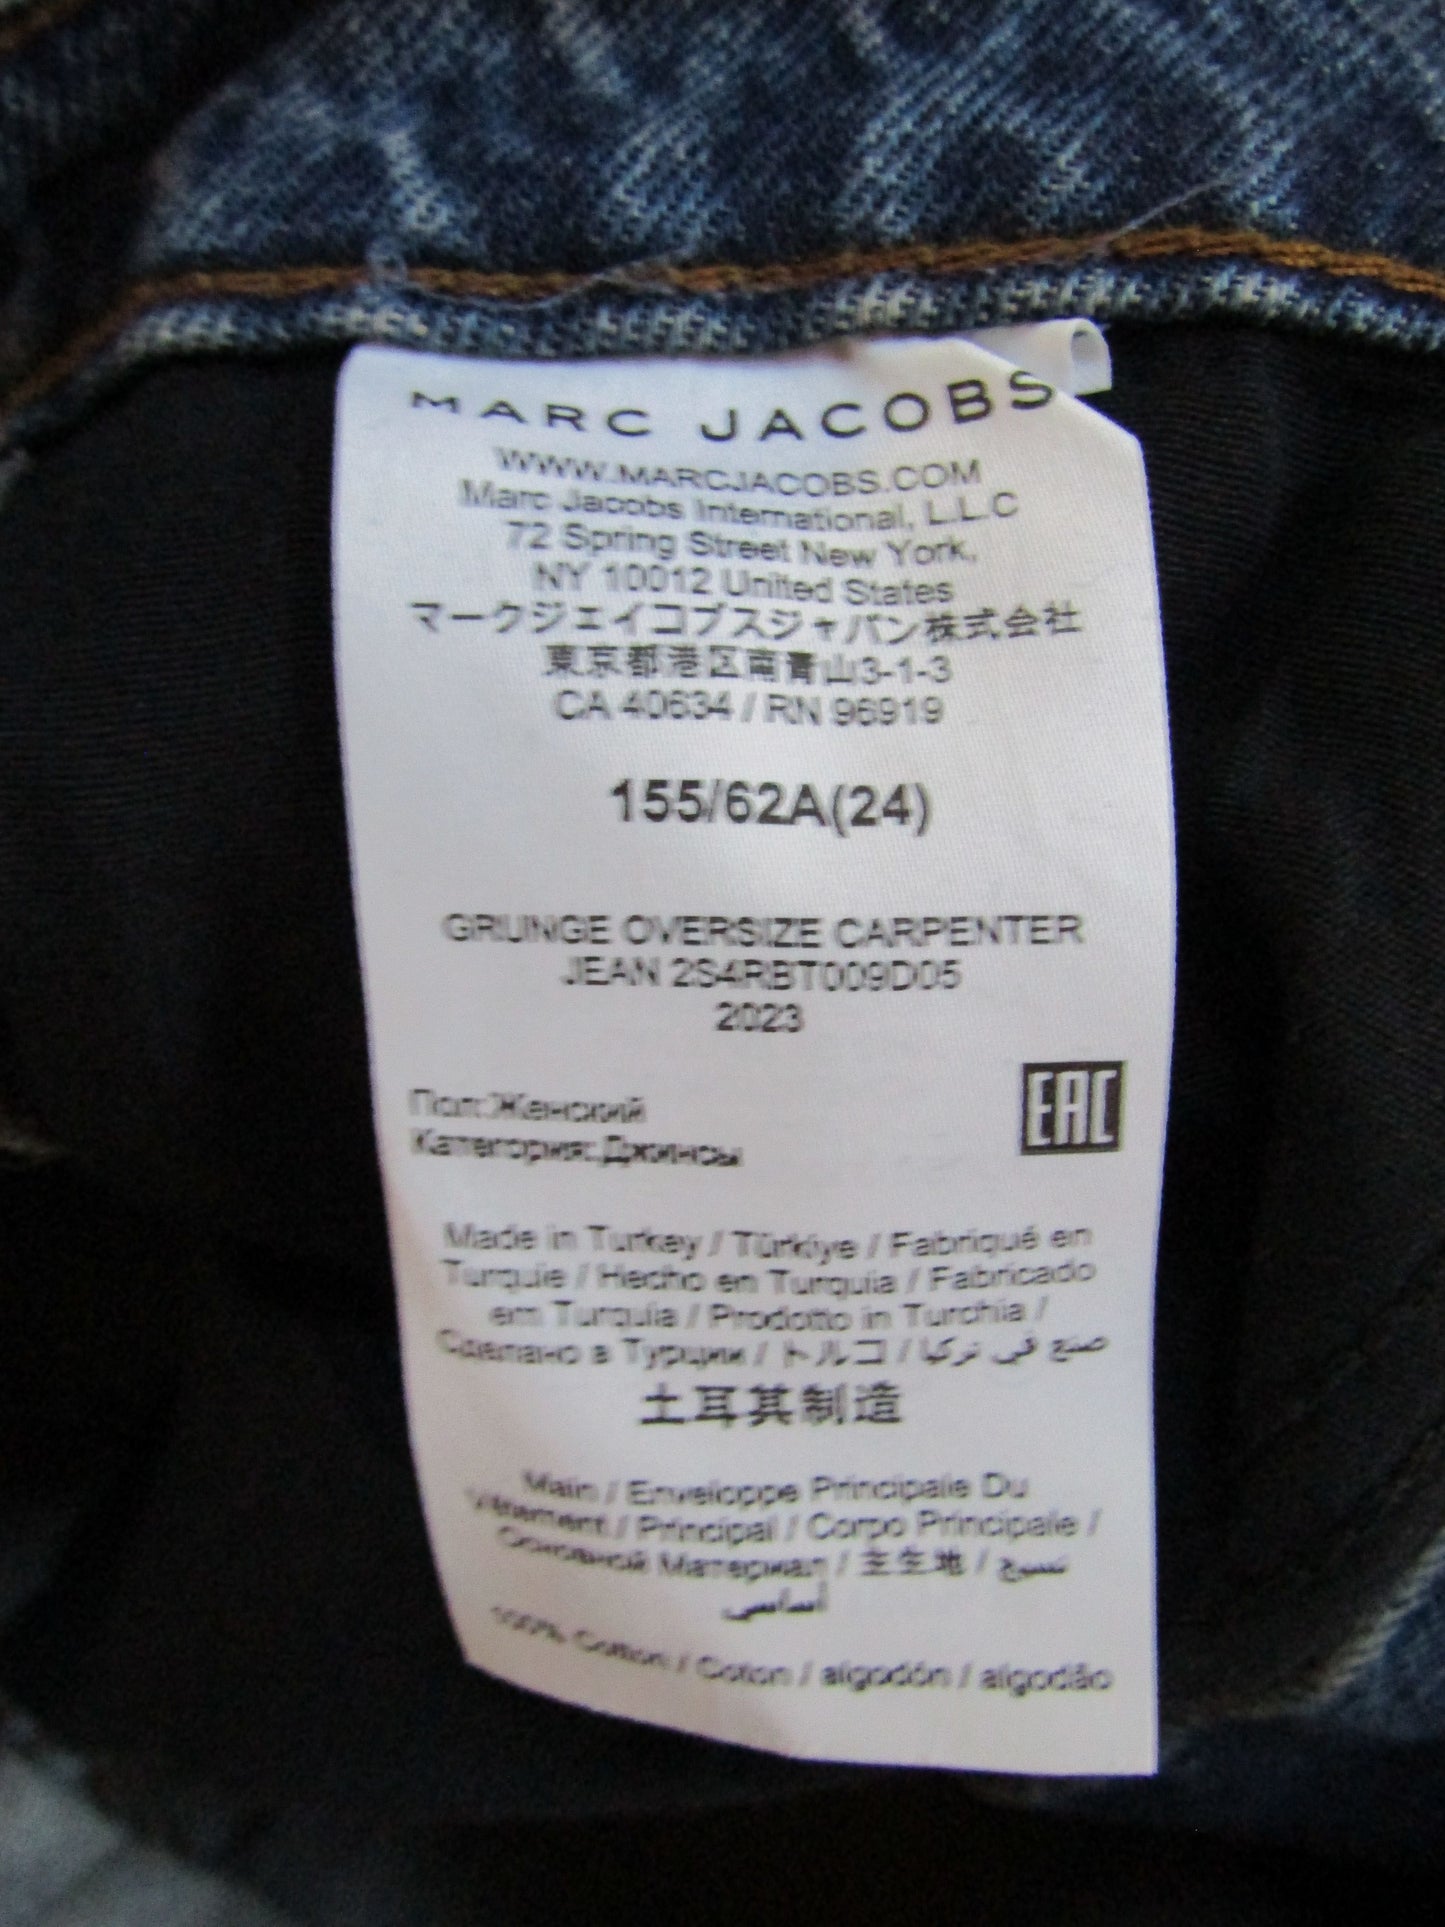 MARC JACOBS
WWW.MARCJACOBS.COM
Marc Jacobs International, L.L.C
72 Spring Street New York,
NY 10012 United States
マークジェイコブスジャパン株式会社
東京都港区南青山3-1-3
CA 40634 / RN 96919
155/62A(24)
GRUNGE OVERSIZE CARPENTER
JEAN 2S4RBT009D05
2023
Пол:Женский
Категория:Джинсы
EAC
Made in Turkey / Türkiye / Fabriqué en
Turquie / Hecho en Turquia / Fabricado
em Turquia / Prodotto in Turchia /
Сделано в Турции / トルコ / صنع في تركيا
土耳其制造
Main / Enveloppe Principale Du
Vêtement / Principal / Corpo Principale /
Основной Материал / 主生地 / نسيج
أساسي
100% Cotton / Coton / algodón / algodão